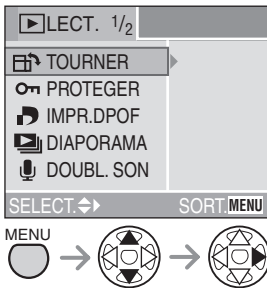 LECT. 1/2
TOURNER
PROTEGER
IMPR.DPOF
DIAPORAMA
DOUBL. SON
SELECT. SORT.MENU
MENU